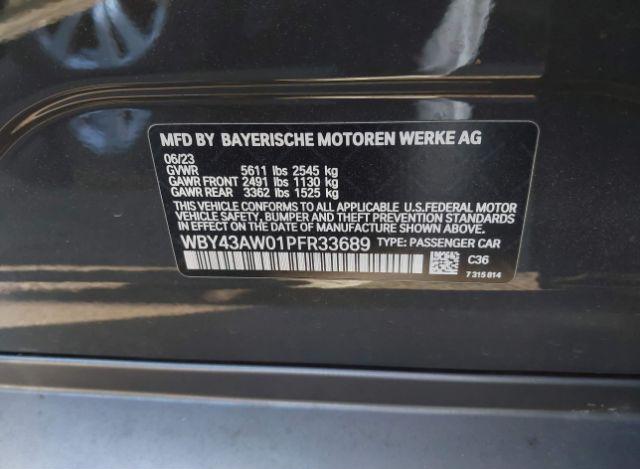 MFD BY BAYERISCHE MOTOREN WERKE AG
06/23
GVWR 5611 lbs 2545 kg
GAWR FRONT 2491 lbs 1130 kg
GAWR REAR 3362 lbs 1525 kg
THIS VEHICLE CONFORMS TO ALL APPLICABLE U.S.FEDERAL MOTOR
VEHICLE SAFETY, BUMPER AND THEFT PREVENTION STANDARDS
IN EFFECT ON THE DATE OF MANUFACTURE SHOWN ABOVE.
WBY43AW01PFR33689 TYPE: PASSENGER CAR
C36
7 315 814